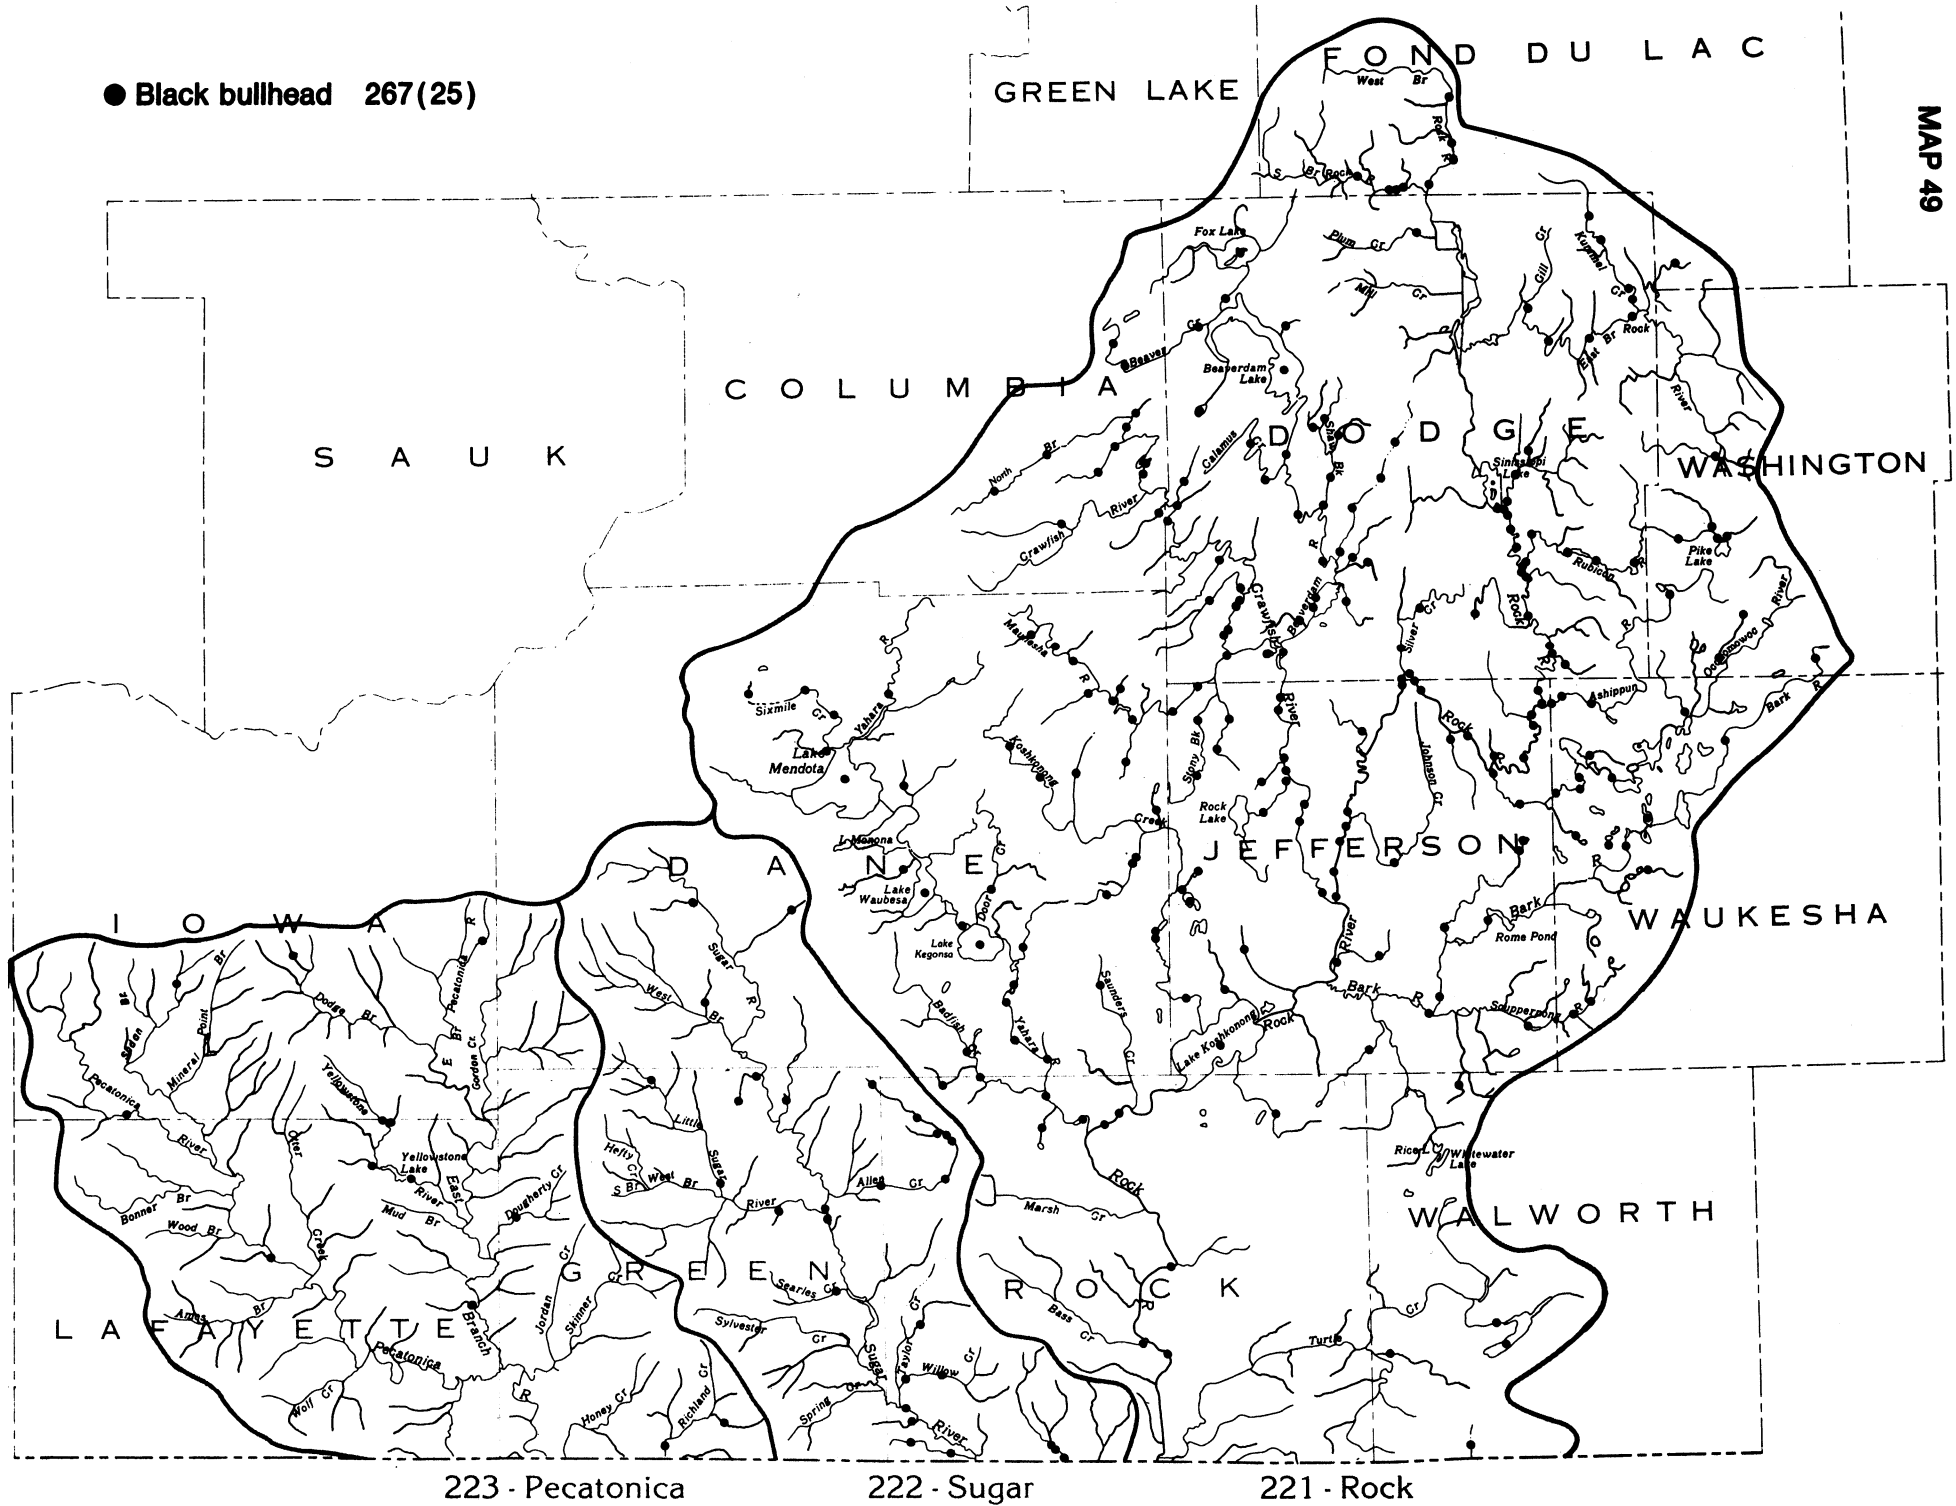 ● Black bullhead 267(25)
MAP 49
FOND DU LAC
GREEN LAKE
West Br
Rock R
S Br Rock R
Fox Lake
Plum Cr
Mill Cr
Gill Cr
Kummel Cr
East Br Rock
River
Beaver Cr
Beaverdam
Lake
COLUMBIA
SAUK
DODGE
WASHINGTON
North Br
Calamus Cr
Shaw Bk
Sinissippi
Lake
Crawfish River
Rubicon R
Pike
Lake
Beaverdam R
Crawfish
River
Silver Cr
Rock
R
Oconomowoc River
Maunesha R
Ashippun
R
Bark R
Sixmile Cr
Yahara R
Lake
Mendota
Koshkonong
Creek
Stony Bk
Rock R
Johnson Cr
Rock
Lake
JEFFERSON
L Monona
DANE
Lake
Waubesa
Door Cr
Lake
Kegonsa
IOWA
WAUKESHA
Bark
R
Rome Pond
River
Bark R
Scuppernong R
Sugar R
West Br
Badfish Cr
Yahara R
Saunders Cr
Lake Koshkonong
Rock
Pecatonica R
E Br
Gordon Cr
Dodge Br
Mineral Point Br
Pecatonica
River
Yellowstone
Yellowstone
Lake
River
Otter
Creek
East
Branch
Mud Br
Dougherty Cr
Bonner Br
Wood Br
Ames Br
Little
Sugar
Hefty Cr
S Br West Br
River
Allen Cr
Marsh Cr
Rock
R
Rice L
Whitewater
Lake
WALWORTH
GREEN
ROCK
LAFAYETTE
Searles Cr
Jordan Cr
Skinner Cr
Sylvester Cr
Bass Cr
Turtle Cr
Pecatonica
R
Wolf Cr
Honey Cr
Richland Cr
Spring Cr
Sugar
River
Taylor Cr
Willow Cr
223 - Pecatonica
222 - Sugar
221 - Rock